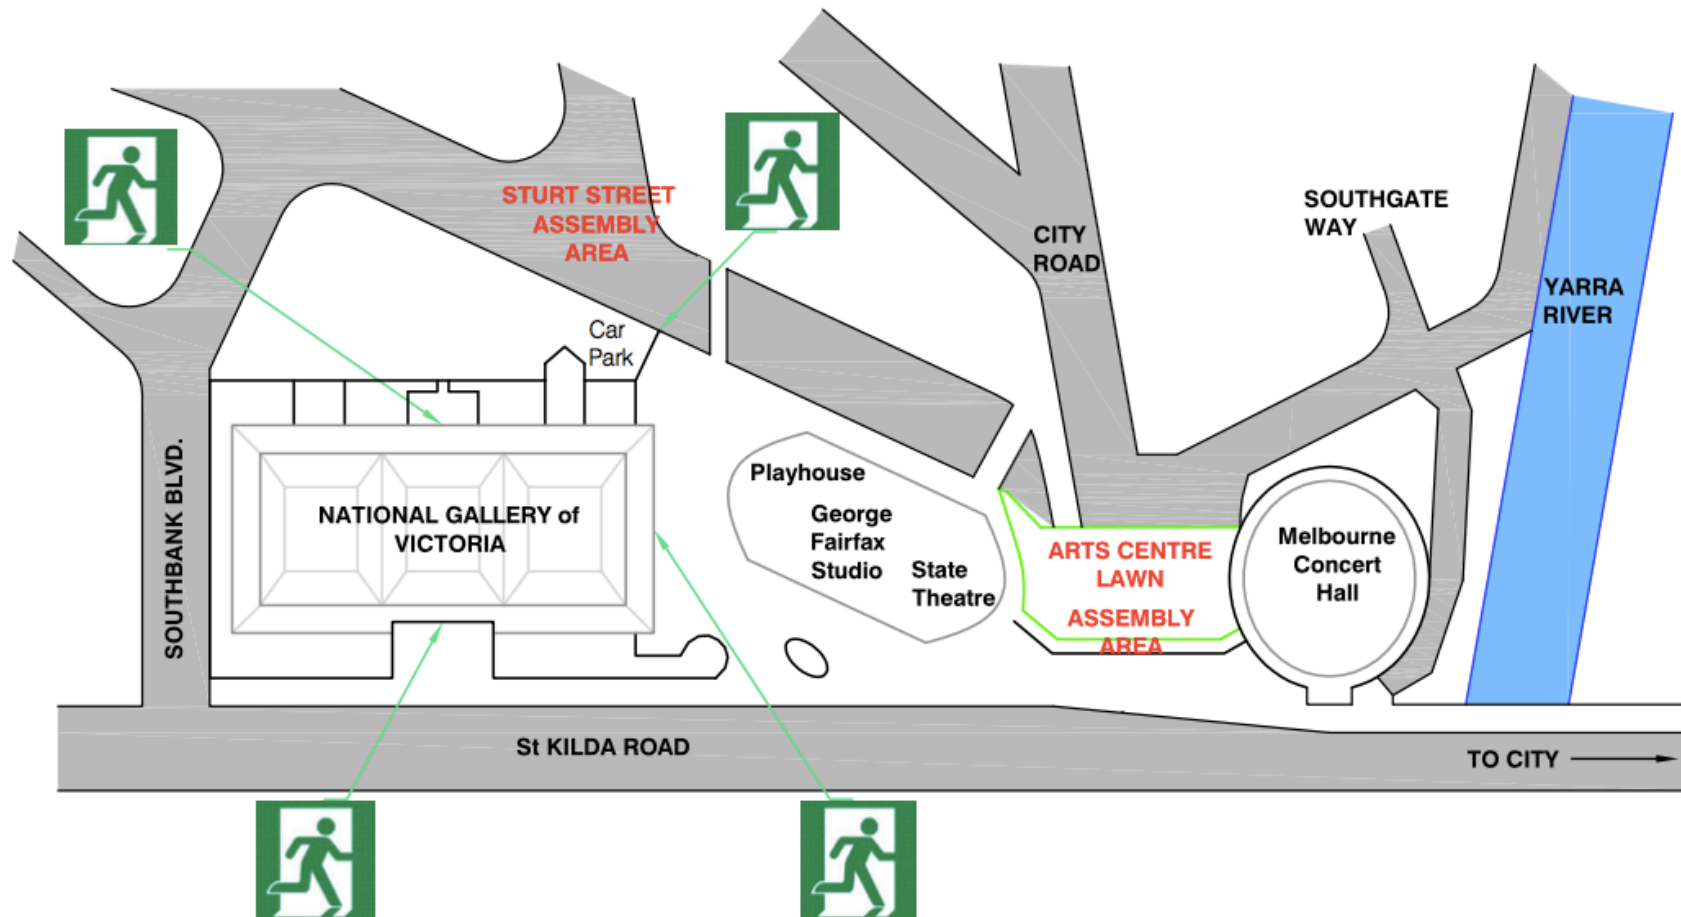 STURT STREET
ASSEMBLY
AREA
CITY
ROAD
SOUTHGATE
WAY
YARRA
RIVER
Car
Park
SOUTHBANK BLVD.
NATIONAL GALLERY of
VICTORIA
Playhouse
George
Fairfax
Studio
State
Theatre
ARTS CENTRE
LAWN
ASSEMBLY
AREA
Melbourne
Concert
Hall
St KILDA ROAD
TO CITY